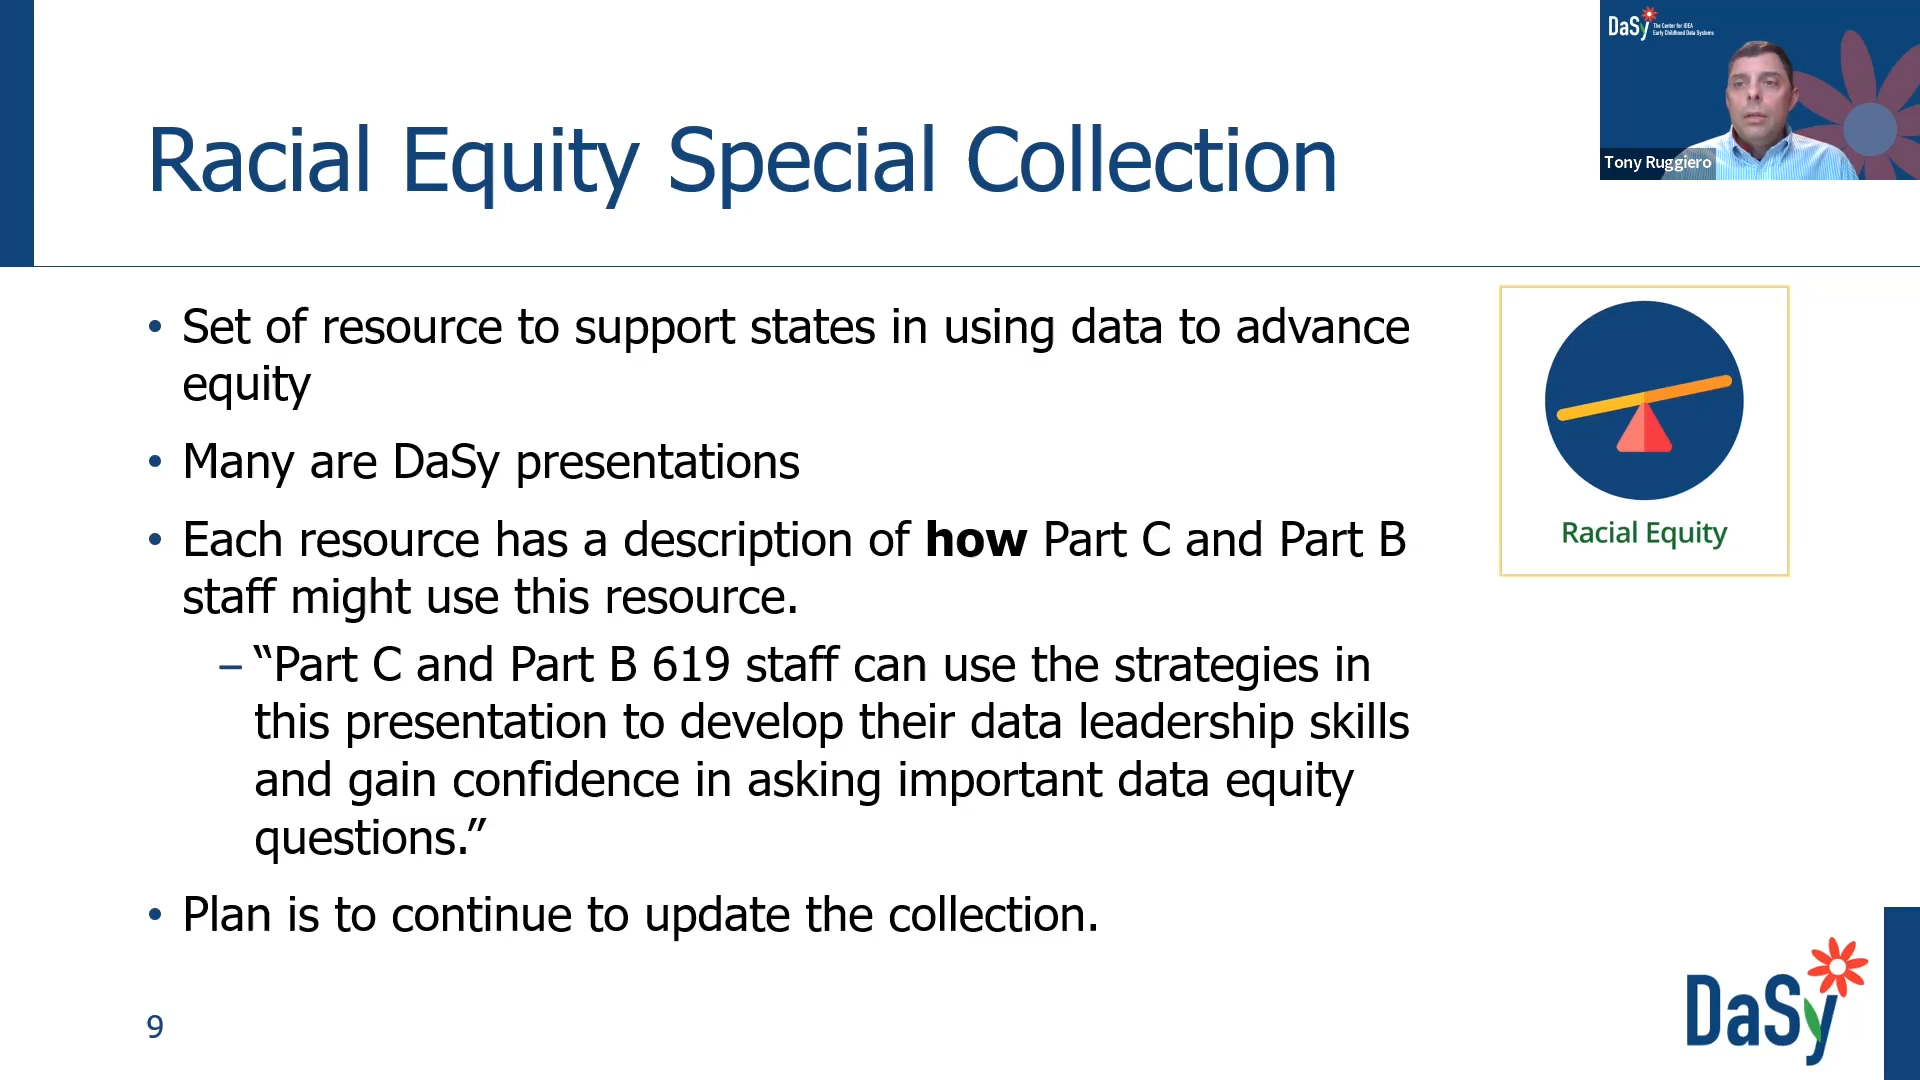 DaSy The Center for IDEA
Early Childhood Data Systems
Tony Ruggiero
Racial Equity Special Collection
• Set of resource to support states in using data to advance
equity
• Many are DaSy presentations
• Each resource has a description of how Part C and Part B
staff might use this resource.
– “Part C and Part B 619 staff can use the strategies in
this presentation to develop their data leadership skills
and gain confidence in asking important data equity
questions.”
• Plan is to continue to update the collection.
Racial Equity
9
DaSy